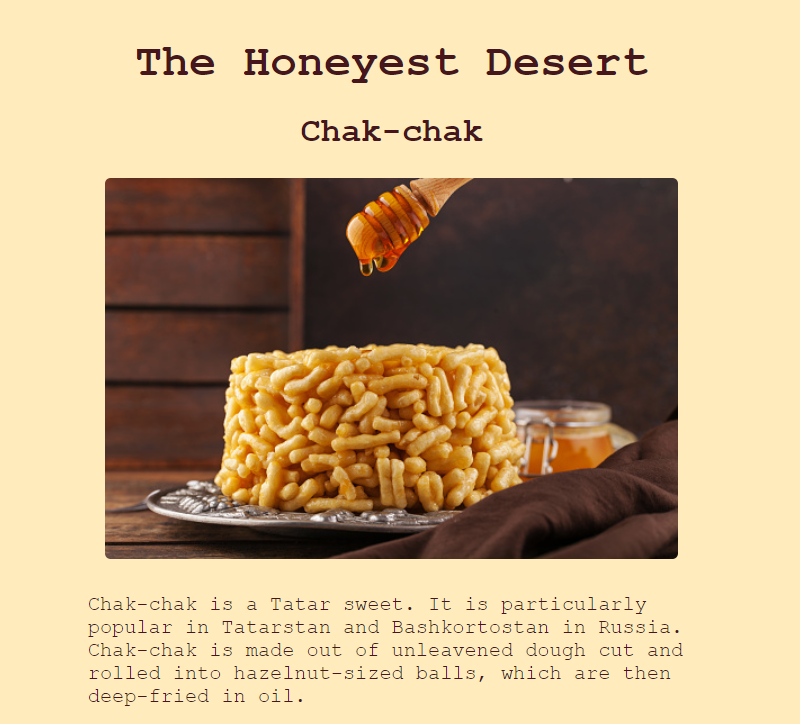 The Honeyest Desert
Chak-chak
Chak-chak is a Tatar sweet. It is particularly
popular in Tatarstan and Bashkortostan in Russia.
Chak-chak is made out of unleavened dough cut and
rolled into hazelnut-sized balls, which are then
deep-fried in oil.